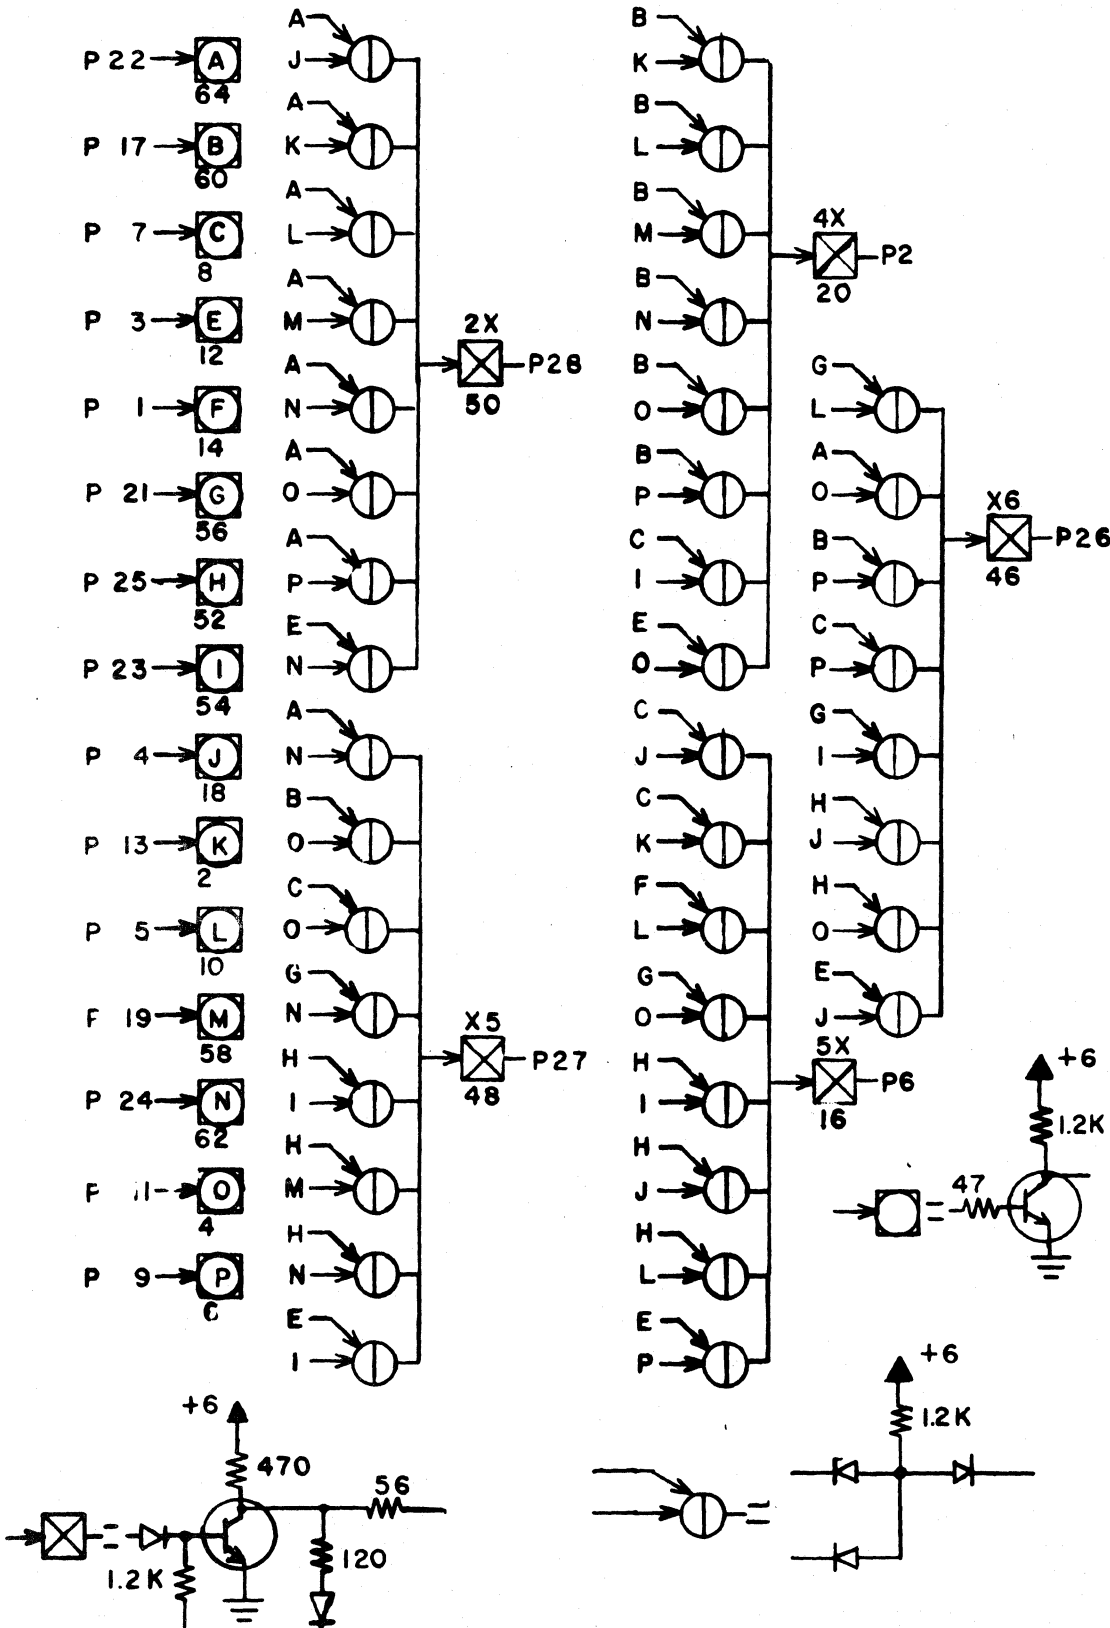 P 22 A
64
P 17 B
60
P 7 C
8
P 3 E
12
P 1 F
14
P 21 G
56
P 25 H
52
P 23 I
54
P 4 J
18
P 13 K
2
P 5 L
10
19 M
58
P 24 N
62
11 O
4
P 9 P
A
J
A
K
A
L
A
M
A
N
A
O
A
P
E
N
2X
50
P28
A
N
B
O
C
O
G
N
H
I
H
M
H
N
E
I
X5
48
P27
B
K
B
L
B
M
B
N
B
O
B
P
C
I
E
O
4X
20
P2
C
J
C
K
F
L
G
O
H
I
H
J
H
L
E
P
5X
16
P6
G
L
A
O
B
P
C
P
G
I
H
J
H
O
E
J
X6
46
P26
+6
1.2K
= 47
+6
470
56
=
1.2K
120
+6
1.2K
=